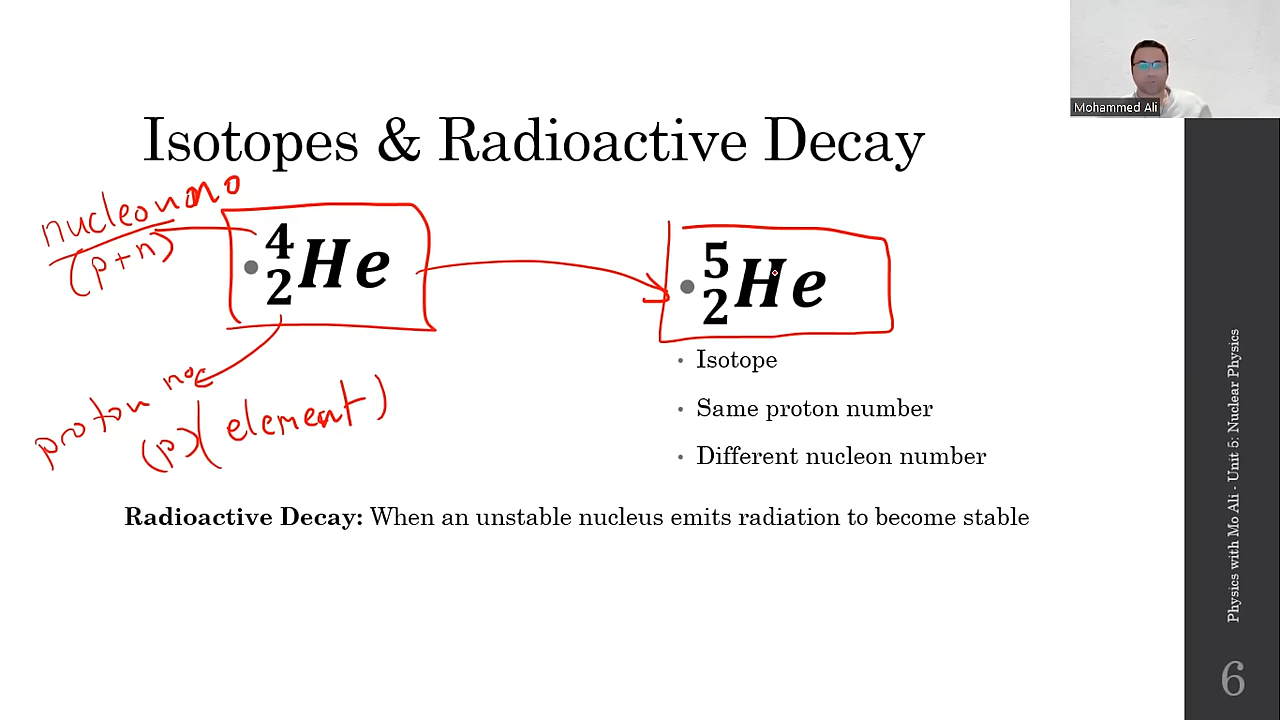 Mohammed Ali
Isotopes & Radioactive Decay
nucleon no
(p+n)
• 4 2 He
• 5 2 He
proton no
(p) (element)
• Isotope
• Same proton number
• Different nucleon number
Radioactive Decay: When an unstable nucleus emits radiation to become stable
Physics with Mo Ali - Unit 5: Nuclear Physics
6